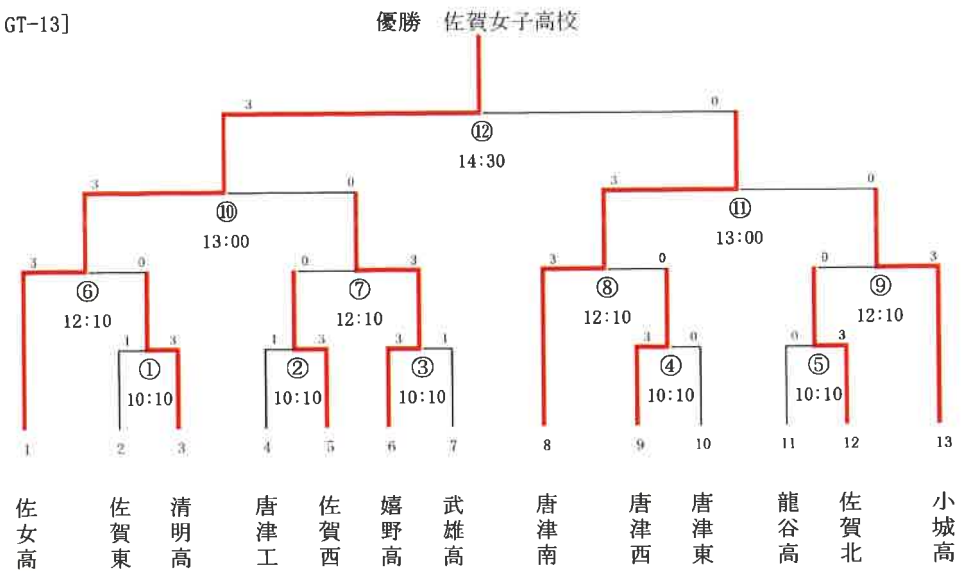 GT-13]
優勝 佐賀女子高校
3 0
⑫
14:30
3 0 3 0
⑩ ⑪
13:00 13:00
3 0 0 3 3 0 0 3
⑥ ⑦ ⑧ ⑨
12:10 12:10 12:10 12:10
1 3 1 3 3 1 3 0 0 3
① ② ③ ④ ⑤
10:10 10:10 10:10 10:10 10:10
1 2 3 4 5 6 7 8 9 10 11 12 13
佐女高 佐賀東 清明高 唐津工 佐賀西 嬉野高 武雄高 唐津南 唐津西 唐津東 龍谷高 佐賀北 小城高